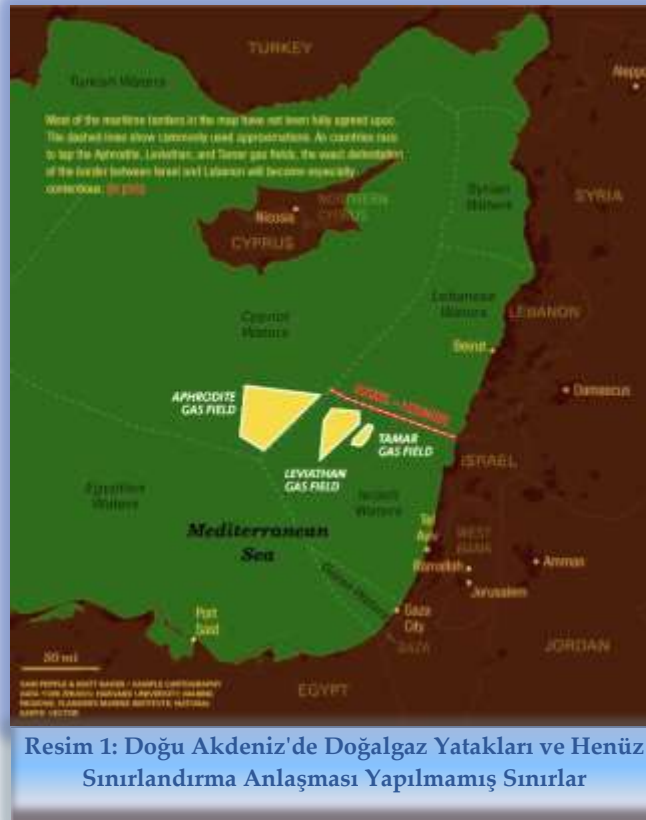 TURKEY
Aleppo
Turkish Waters
Most of the maritime borders in the map have not been fully agreed upon.
The dashed lines show commonly used approximations. As countries race
to tap the Aphrodite, Leviathan, and Tamar gas fields, the exact delineation
of the border between Israel and Lebanon will become especially
contentious.
Syrian
Waters
SYRIA
NORTHERN
CYPRUS
Nicosia
CYPRUS
Lebanese
Waters
LEBANON
Cypriot
Waters
Beirut
Damascus
APHRODITE
GAS FIELD
TAMAR
GAS FIELD
LEVIATHAN
GAS FIELD
ISRAEL
Egyptian
Waters
Israeli
Waters
Mediterranean
Sea
Tel
Aviv
WEST
BANK
Ramallah
Amman
Jerusalem
Gaza
City
GAZA
Port
Said
JORDAN
50 mi
EGYPT
Resim 1: Doğu Akdeniz'de Doğalgaz Yatakları ve Henüz
Sınırlandırma Anlaşması Yapılmamış Sınırlar